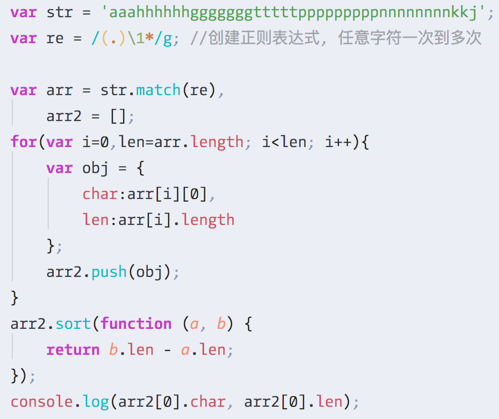 var str = 'aaahhhhhhgggggggtttttppppppppppnnnnnnnnkkj';
var re = /(.)\1*/g; //创建正则表达式, 任意字符一次到多次
var arr = str.match(re),
arr2 = [];
for(var i=0,len=arr.length; i<len; i++){
var obj = {
char:arr[i][0],
len:arr[i].length
};
arr2.push(obj);
}
arr2.sort(function (a, b) {
return b.len - a.len;
});
console.log(arr2[0].char, arr2[0].len);